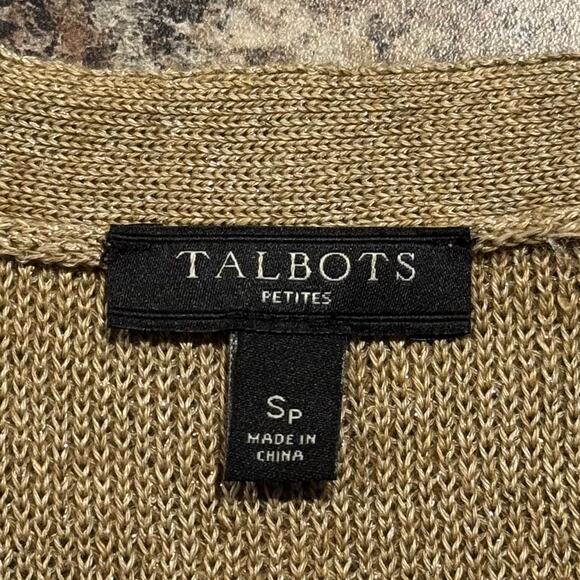 TALBOTS
PETITES
SP
MADE IN
CHINA